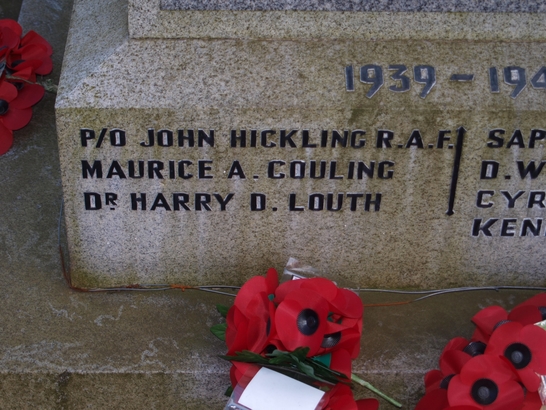 1939 R.A.F – 194
P/O JOHN HICKLING R.A.F. SAP
MAURICE A. COULING D.W
DR HARRY D. LOUTH CYR
KEN